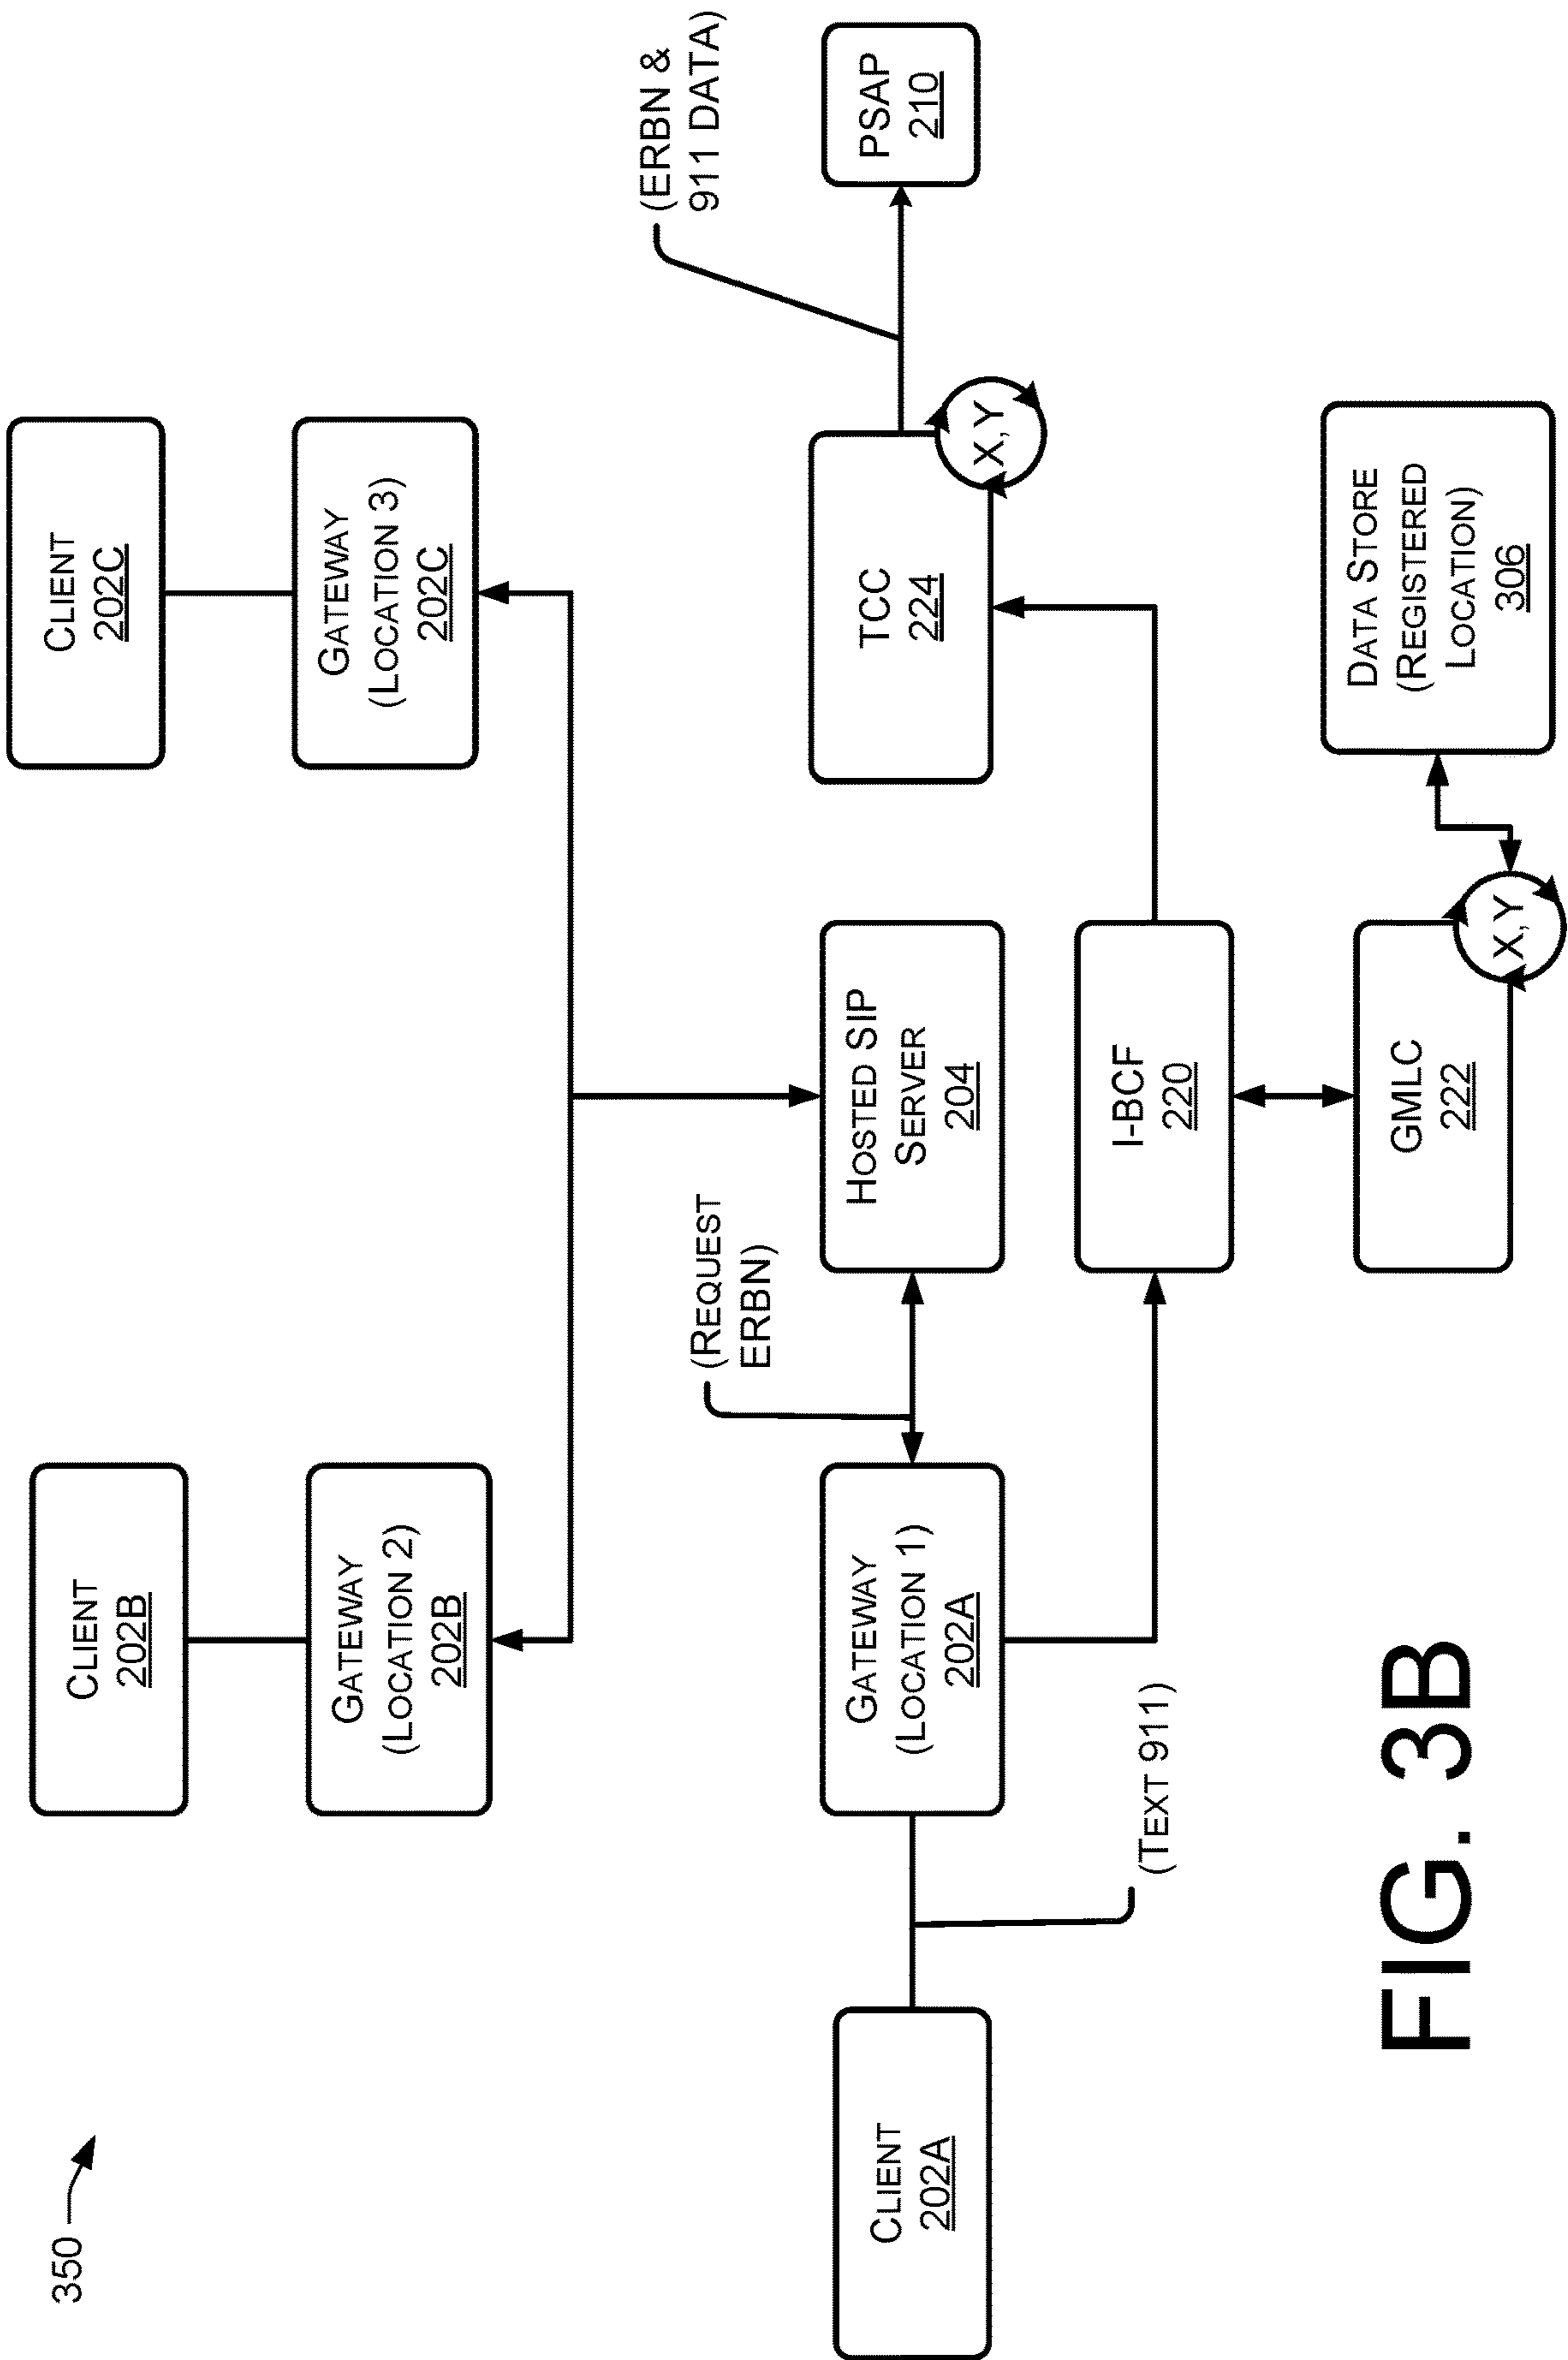 350
CLIENT
202B
GATEWAY
(LOCATION 2)
202B
CLIENT
202C
GATEWAY
(LOCATION 3)
202C
(REQUEST
ERBN)
(ERBN &
911 DATA)
CLIENT
202A
(TEXT 911)
GATEWAY
(LOCATION 1)
202A
HOSTED SIP
SERVER
204
TCC
224
X,Y
PSAP
210
I-BCF
220
GMLC
222
X,Y
DATA STORE
(REGISTERED
LOCATION)
306
FIG. 3B